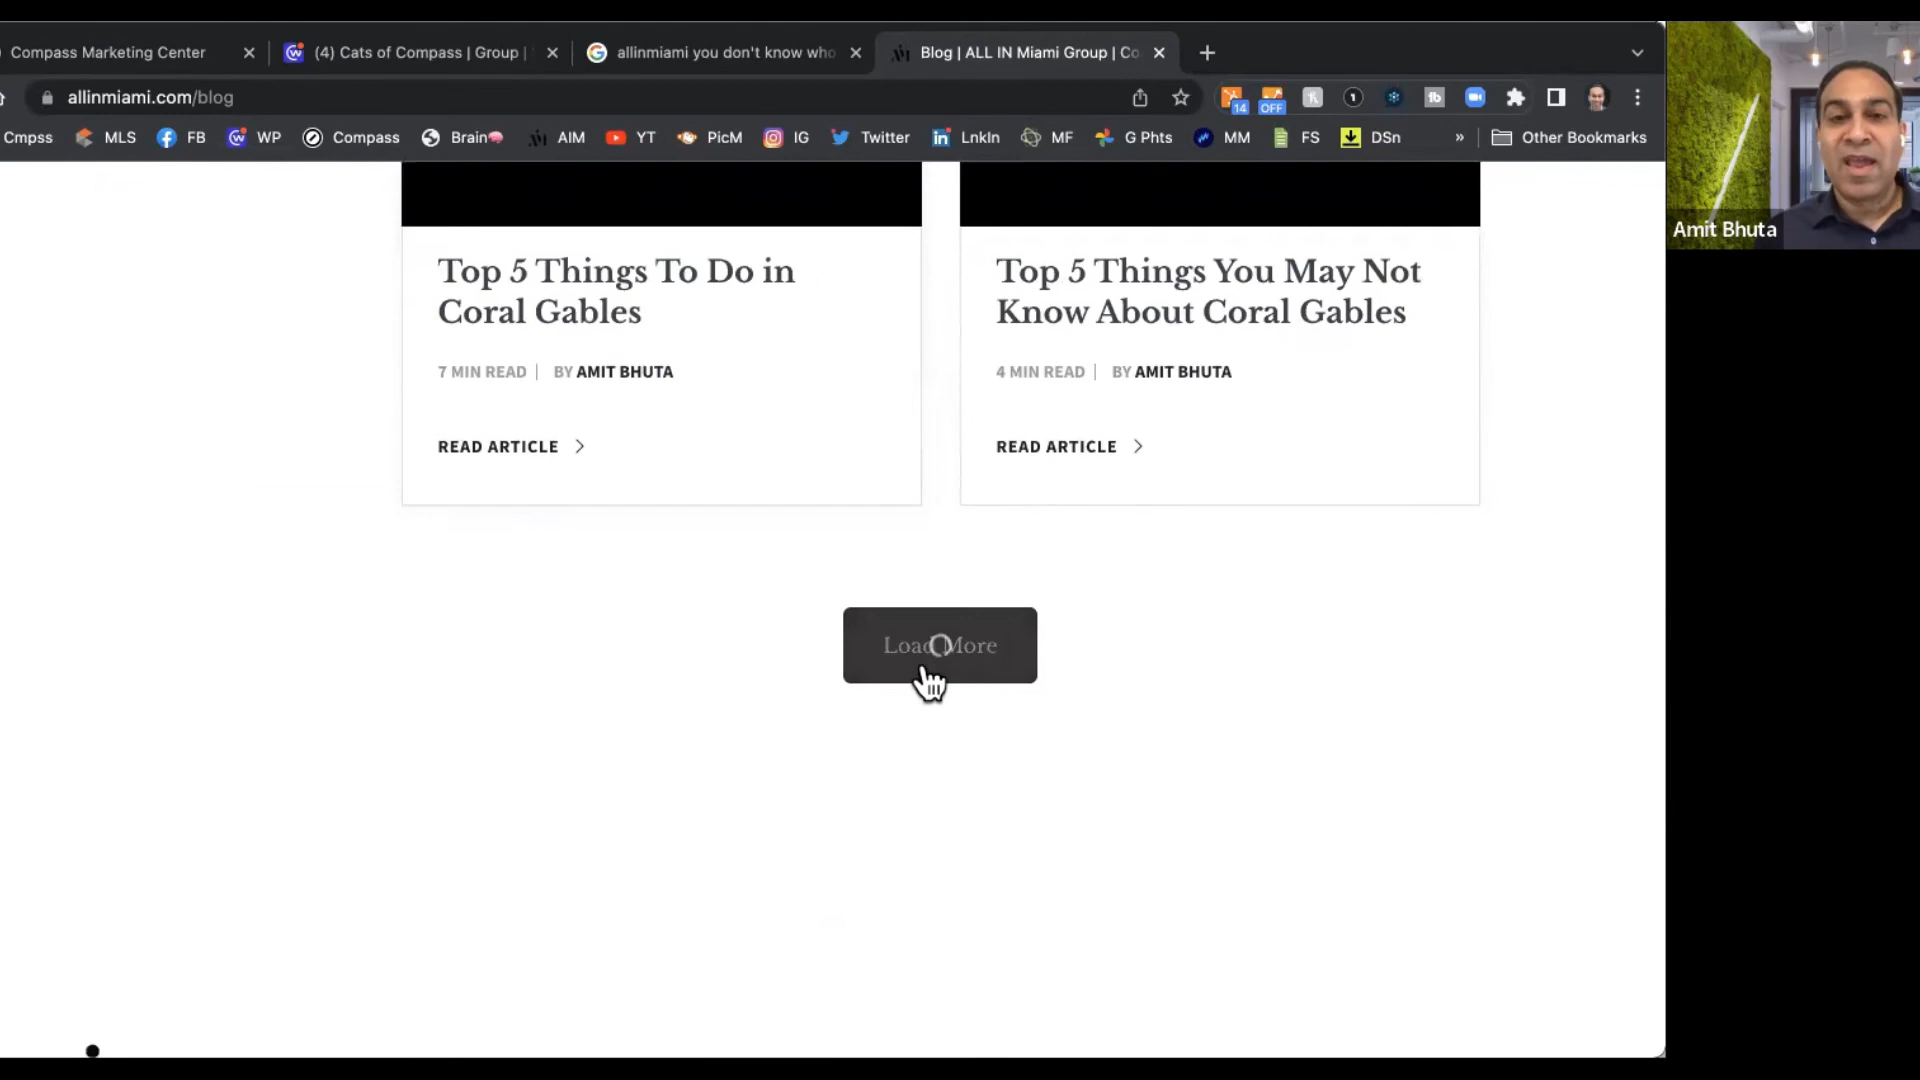 Compass Marketing Center
(4) Cats of Compass | Group |
allinmiami you don't know who
Blog | ALL IN Miami Group | Co
allinmiami.com/blog
14
OFF
1
tb
Cmpss
MLS
FB
WP
Compass
Brain
AIM
YT
PicM
IG
Twitter
LnkIn
MF
G Phts
MM
FS
DSn
»
Other Bookmarks
Amit Bhuta
Top 5 Things To Do in
Coral Gables
7 MIN READ | BY AMIT BHUTA
READ ARTICLE
Top 5 Things You May Not
Know About Coral Gables
4 MIN READ | BY AMIT BHUTA
READ ARTICLE
Load More